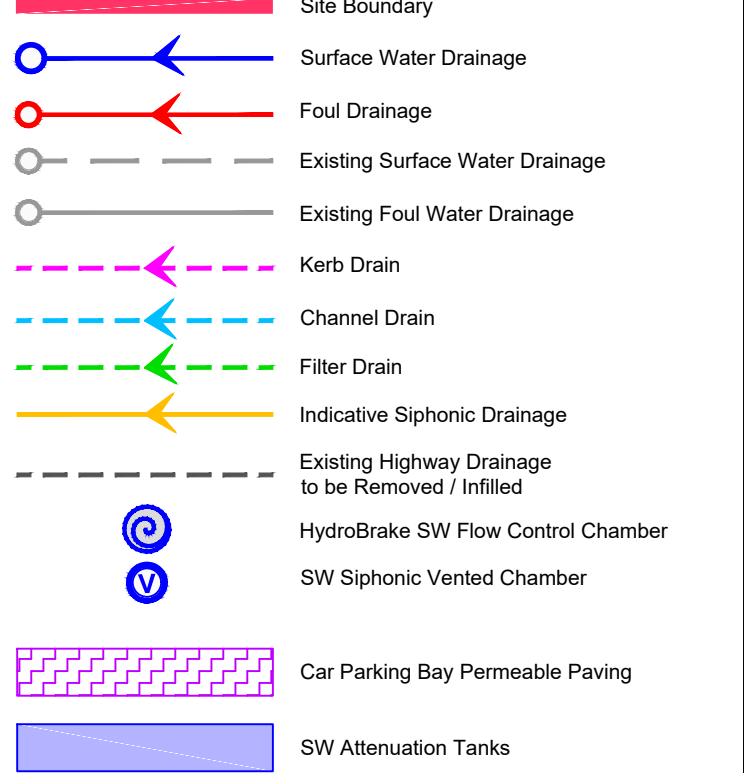 Site Boundary
Surface Water Drainage
Foul Drainage
Existing Surface Water Drainage
Existing Foul Water Drainage
Kerb Drain
Channel Drain
Filter Drain
Indicative Siphonic Drainage
Existing Highway Drainage
to be Removed / Infilled
HydroBrake SW Flow Control Chamber
V
SW Siphonic Vented Chamber
Car Parking Bay Permeable Paving
SW Attenuation Tanks